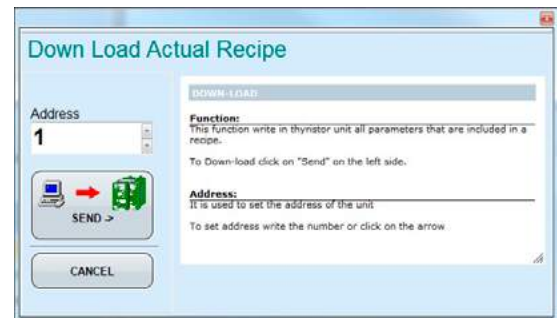 Down Load Actual Recipe
Address
1
SEND ->
CANCEL
DOWN-LOAD
Function:
This function write in thyristor unit all parameters that are included in a
recipe.
To Down-load click on "Send" on the left side.
Address:
It is used to set the address of the unit
To set address write the number or click on the arrow